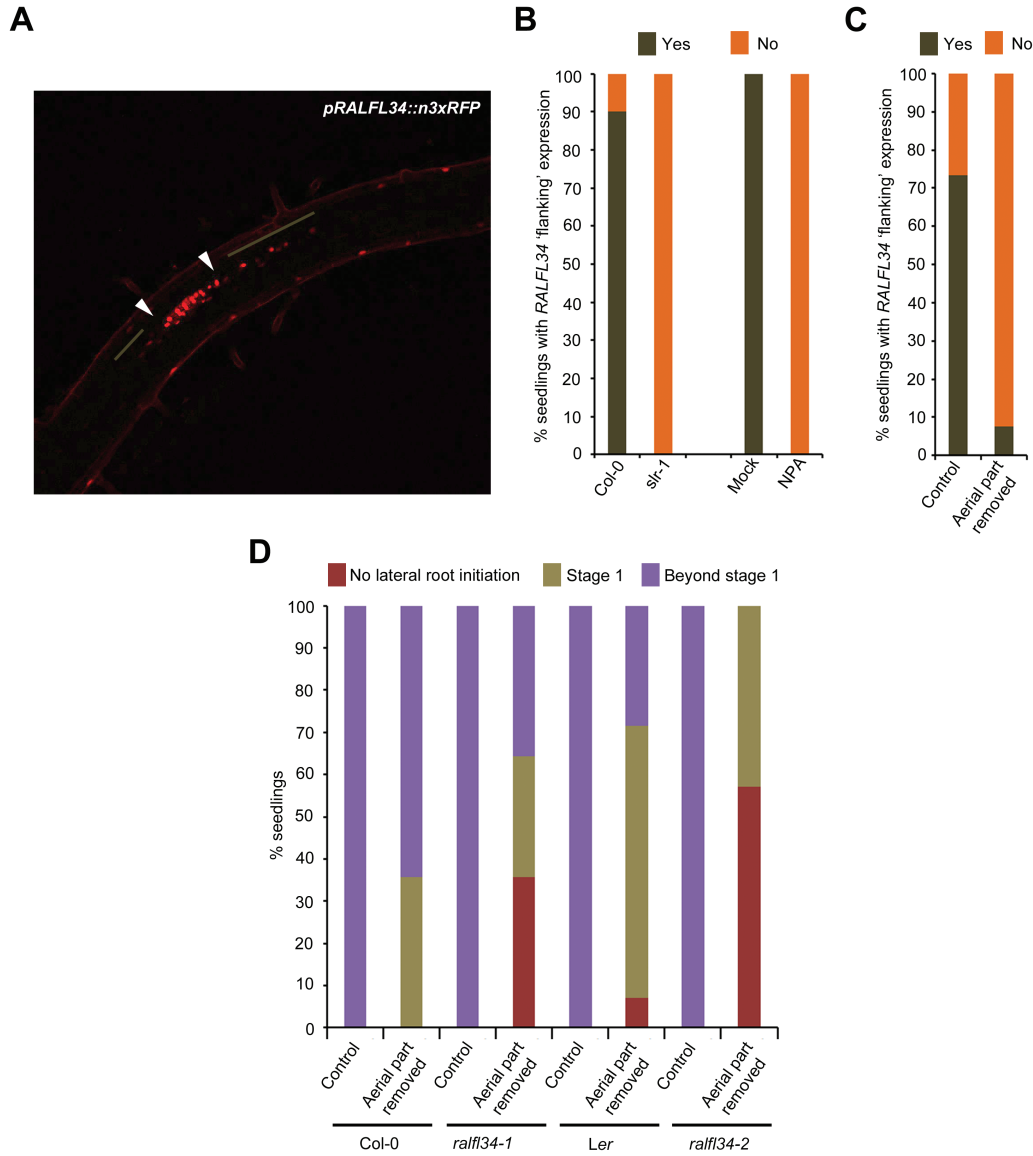 A
pRALFL34::n3xRFP
B
Yes
No
% seedlings with RALFL34 ‘flanking’ expression
100
90
80
70
60
50
40
30
20
10
0
Col-0
slr-1
Mock
NPA
C
Yes
No
% seedlings with RALFL34 ‘flanking’ expression
100
90
80
70
60
50
40
30
20
10
0
Control
Aerial part
removed
D
No lateral root initiation
Stage 1
Beyond stage 1
% seedlings
100
90
80
70
60
50
40
30
20
10
0
Control
Aerial part
removed
Control
Aerial part
removed
Control
Aerial part
removed
Control
Aerial part
removed
Col-0
ralfl34-1
Ler
ralfl34-2